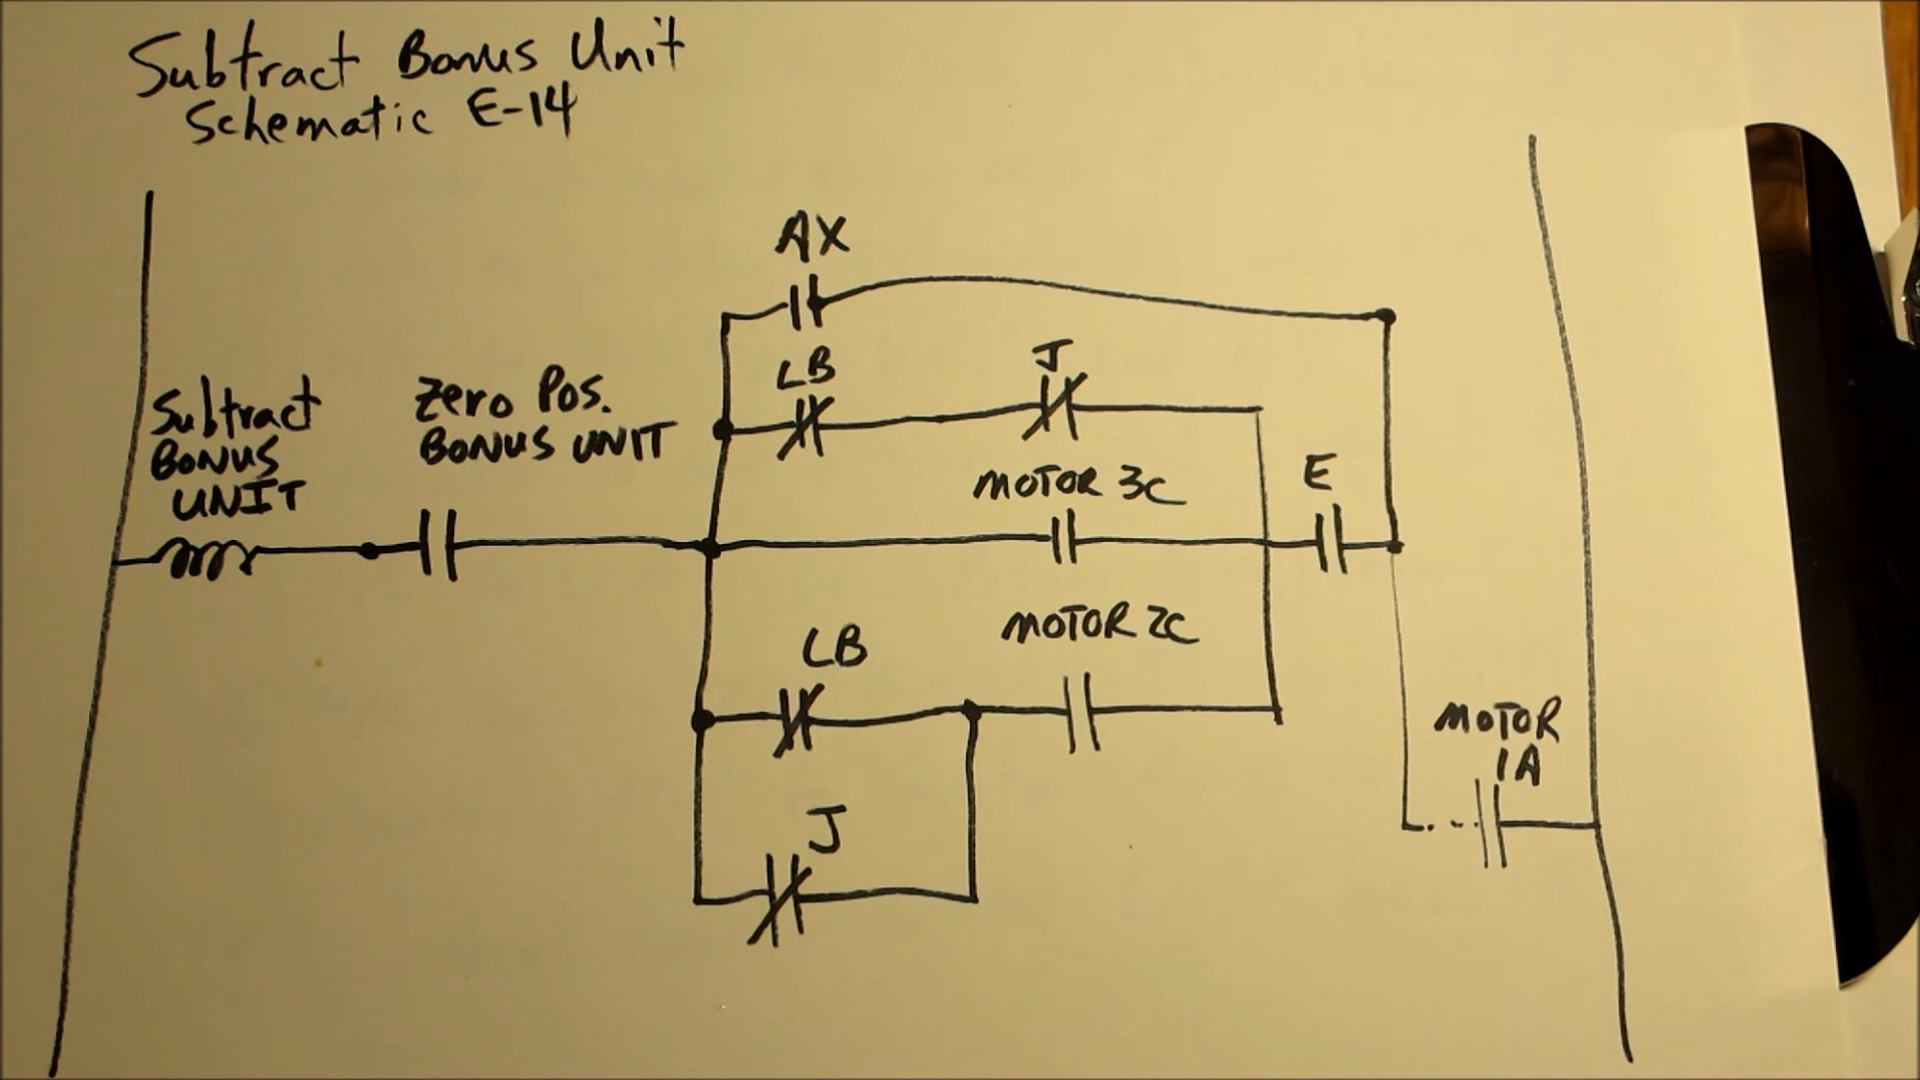 Subtract Bonus Unit
Schematic E-14
AX
LB
J
Subtract
BONUS
UNIT
Zero Pos.
BONUS UNIT
MOTOR 3C
E
LB
MOTOR 2C
MOTOR
1A
J